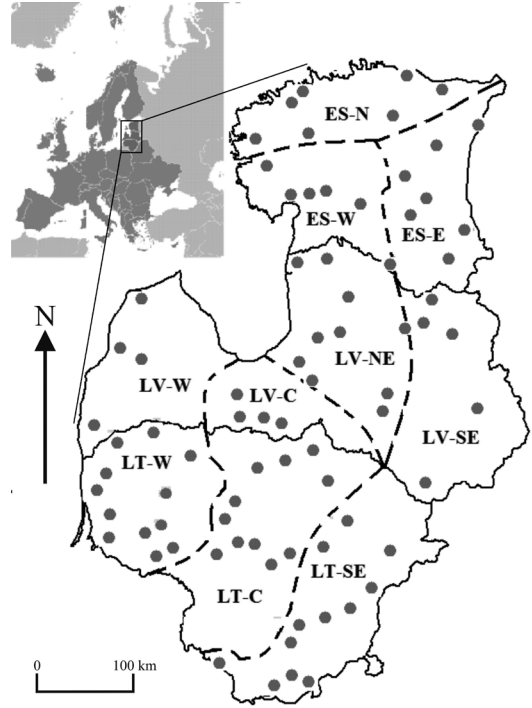 ES-N
ES-W
ES-E
N
LV-NE
LV-W
LV-C
LV-SE
LT-W
LT-SE
LT-C
0 100 km